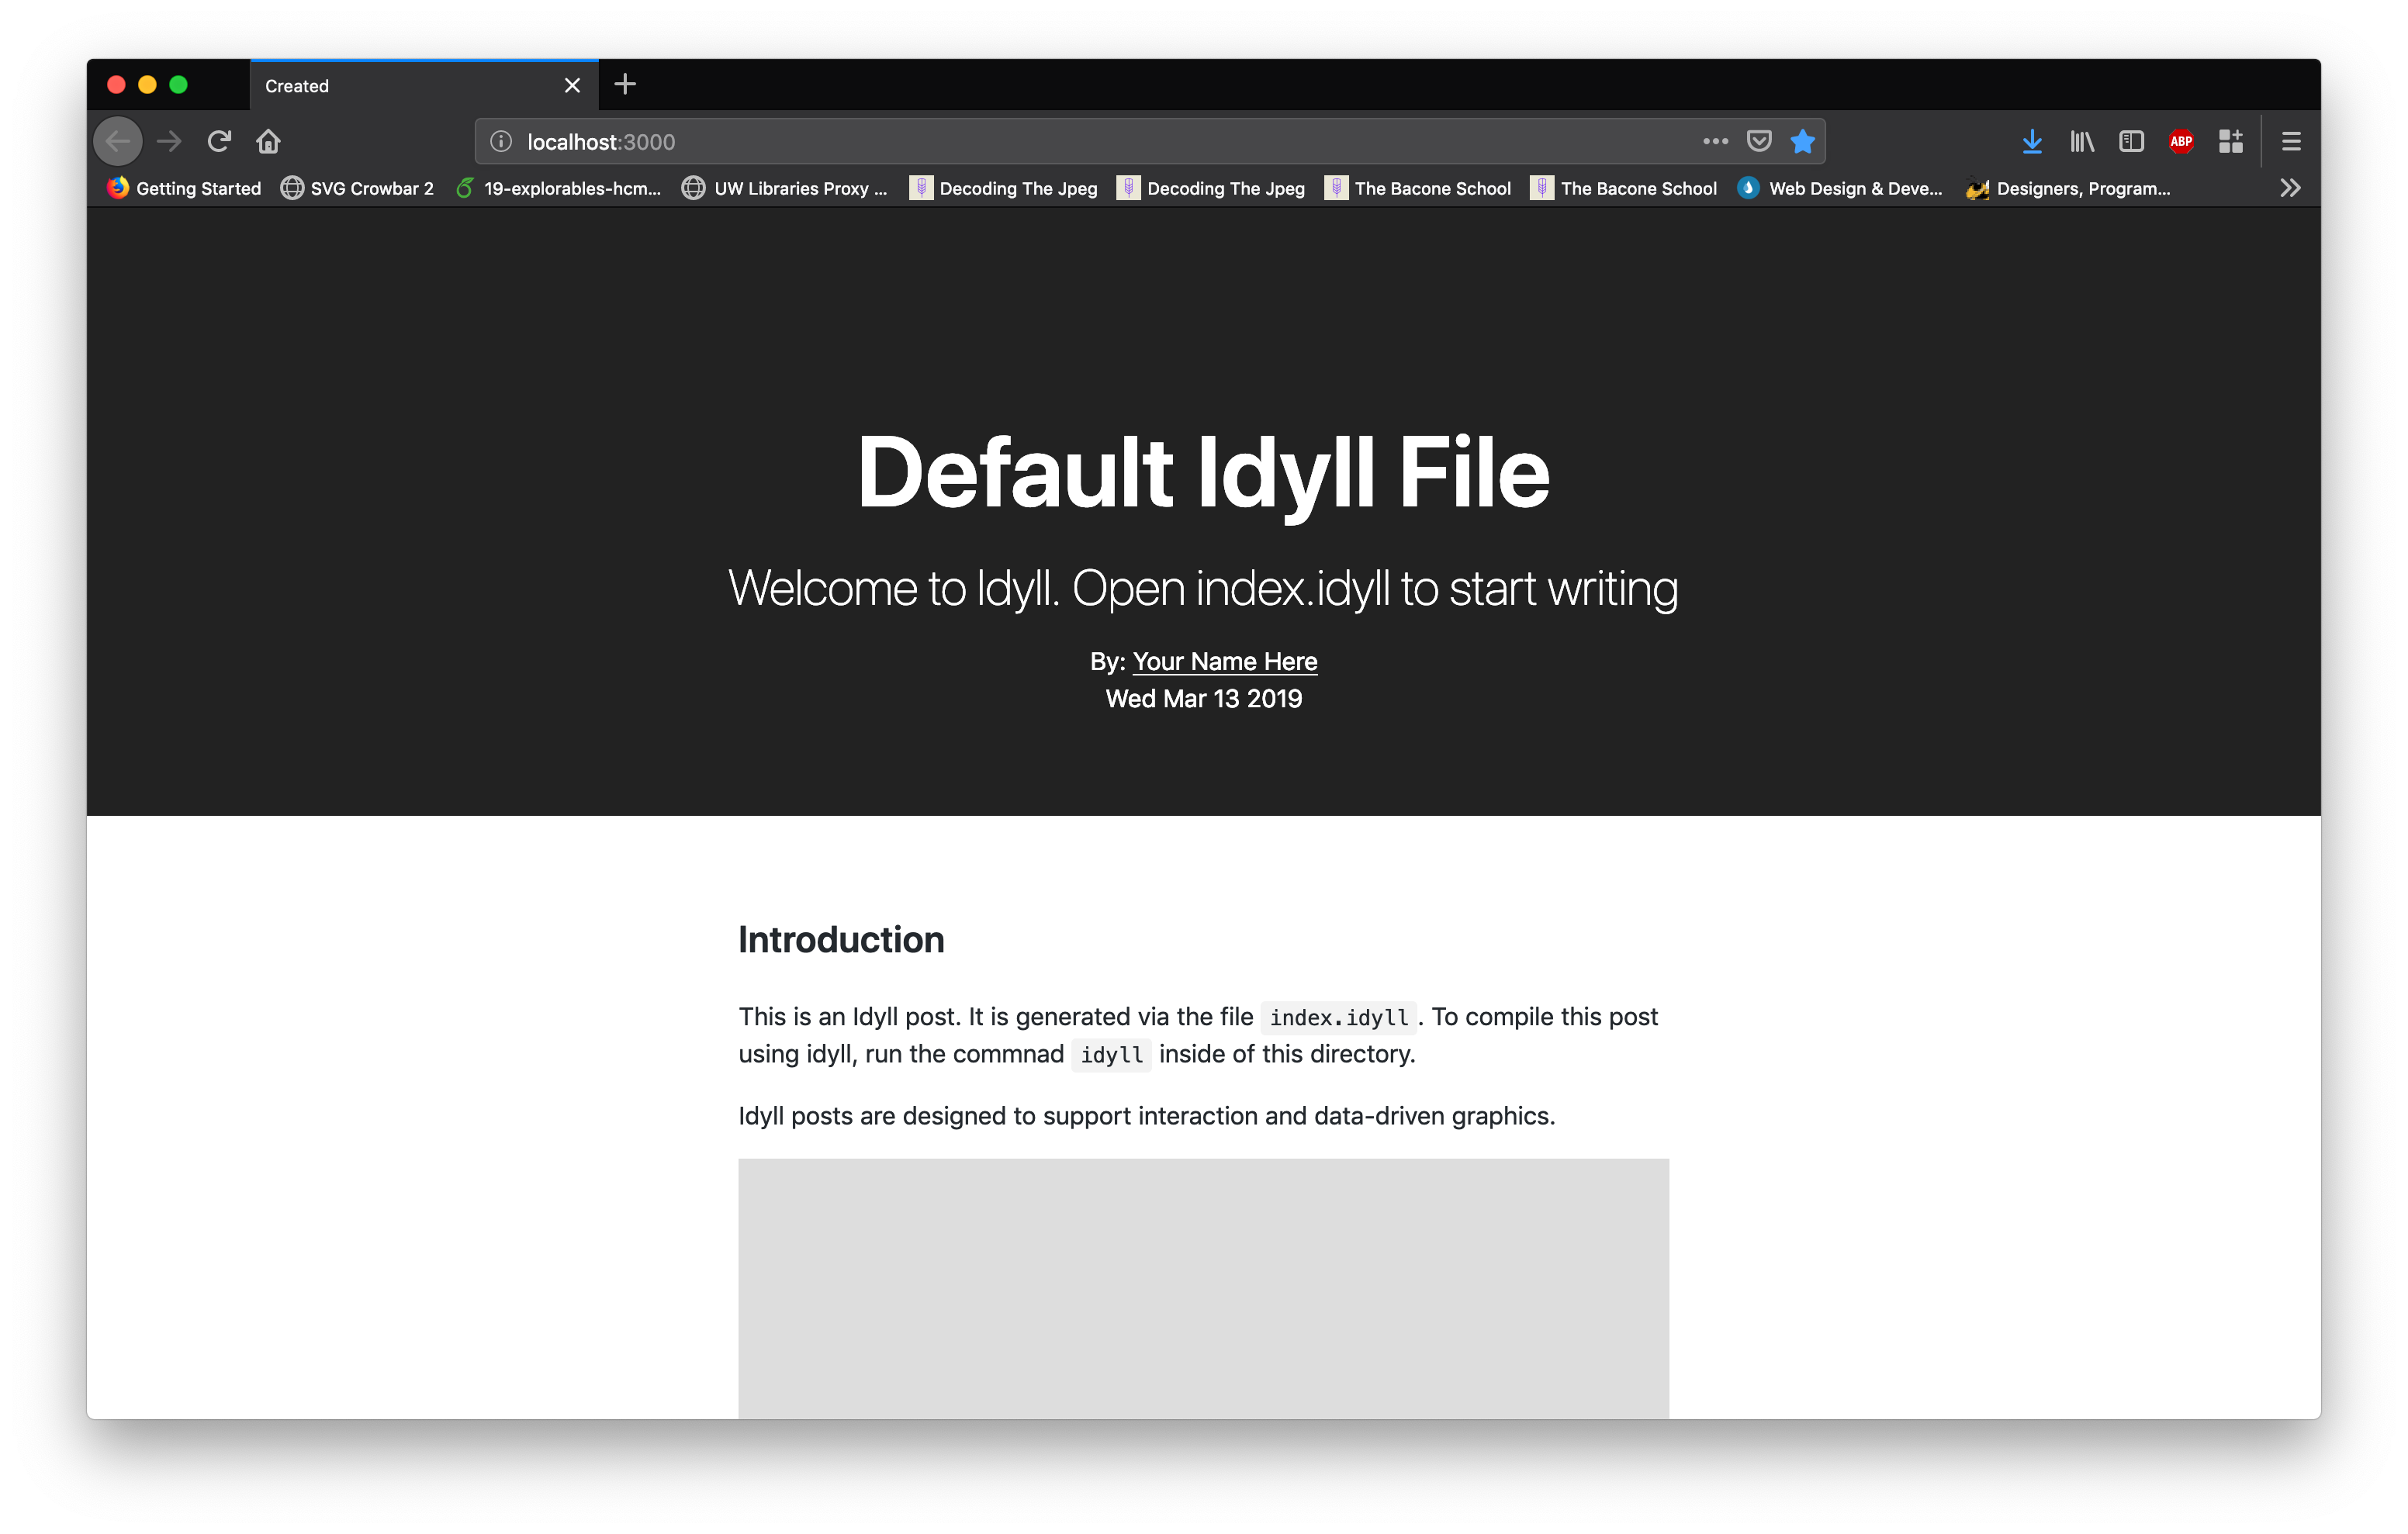 Created
localhost:3000
ABP
Getting Started SVG Crowbar 2 19-explorables-hcm... UW Libraries Proxy ... Decoding The Jpeg Decoding The Jpeg The Bacone School The Bacone School Web Design & Deve... Designers, Program...
Default Idyll File
Welcome to Idyll. Open index.idyll to start writing
By: Your Name Here
Wed Mar 13 2019
Introduction
This is an Idyll post. It is generated via the file index.idyll. To compile this post
using idyll, run the commnad idyll inside of this directory.
Idyll posts are designed to support interaction and data-driven graphics.